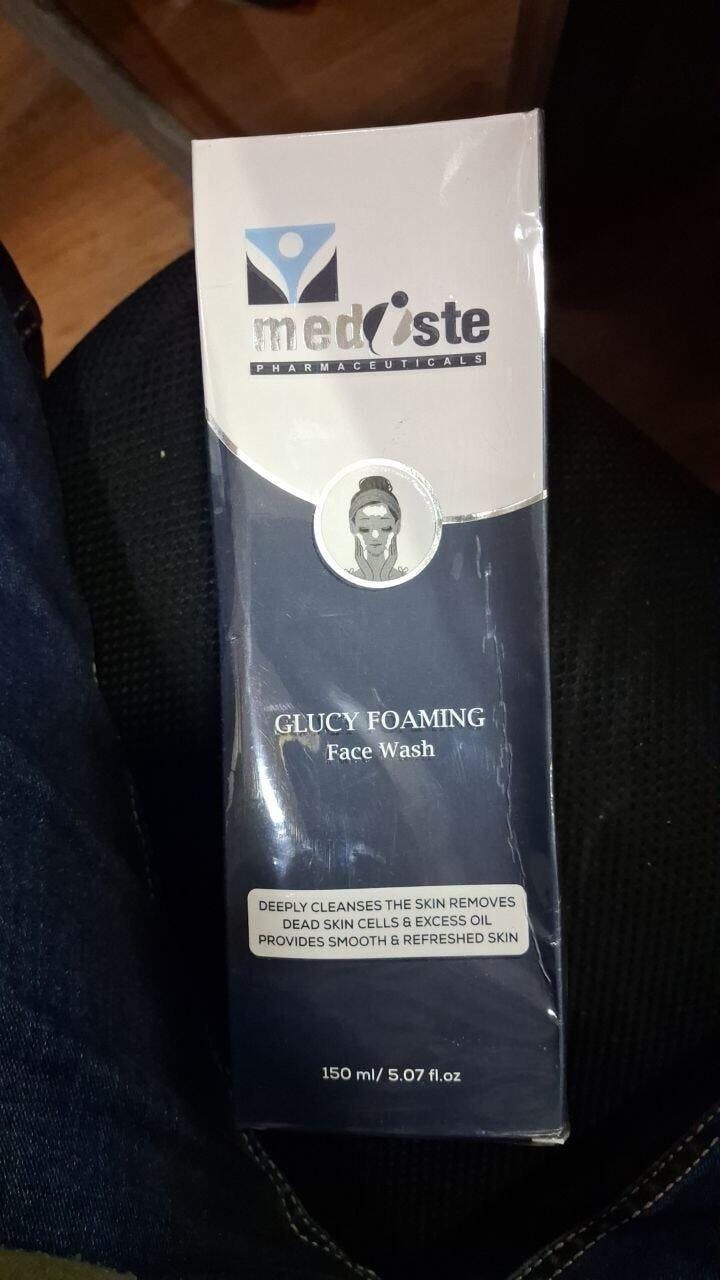 mediste
PHARMACEUTICALS
GLUCY FOAMING
Face Wash
DEEPLY CLEANSES THE SKIN REMOVES
DEAD SKIN CELLS & EXCESS OIL
PROVIDES SMOOTH & REFRESHED SKIN
150 ml/ 5.07 fl.oz